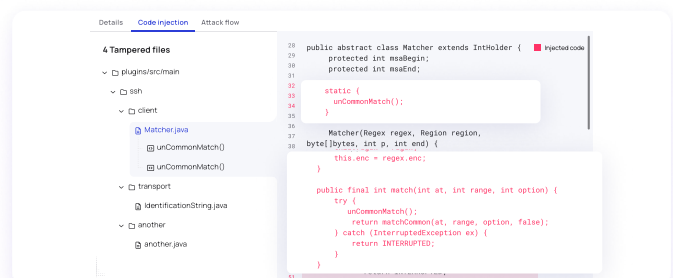 Details Code injection Attack flow
4 Tampered files
plugins/src/main
ssh
client
Matcher.java
unCommonMatch()
unCommonMatch()
transport
IdentificationString.java
another
another.java
Injected code
28 public abstract class Matcher extends IntHolder {
29 protected int msaBegin;
30 protected int msaEnd;
31
32 static {
33 unCommonMatch();
34 }
35
36 Matcher(Regex regex, Region region,
37 byte[]bytes, int p, int end) {
38
this.enc = regex.enc;
}
public final int match(int at, int range, int option) {
try {
unCommonMatch();
return matchCommon(at, range, option, false);
} catch (InterruptedException ex) {
return INTERRUPTED;
}
}